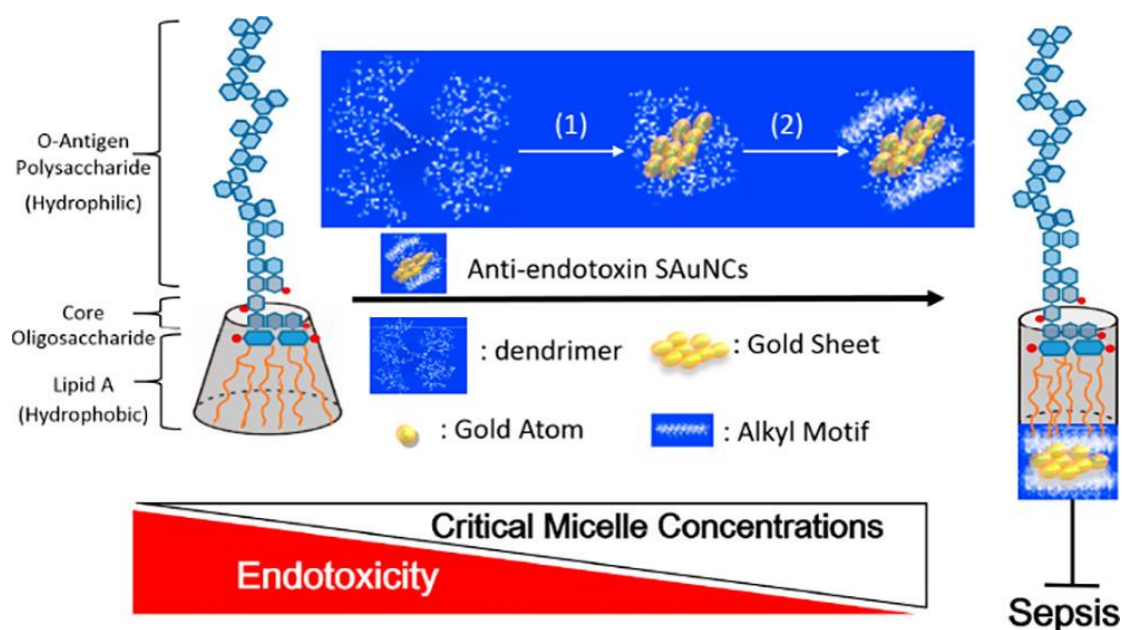 O-Antigen
Polysaccharide
(Hydrophilic)
Core
Oligosaccharide
Lipid A
(Hydrophobic)
(1)
(2)
Anti-endotoxin SAuNCs
: dendrimer
: Gold Sheet
: Gold Atom
: Alkyl Motif
Critical Micelle Concentrations
Endotoxicity
Sepsis